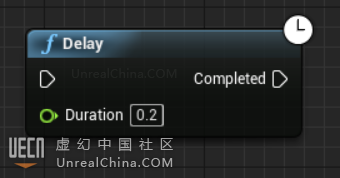 f Delay
UnrealChina.COM
Completed
Duration 0.2
UECN 虚幻中国社区
UnrealChina.COM